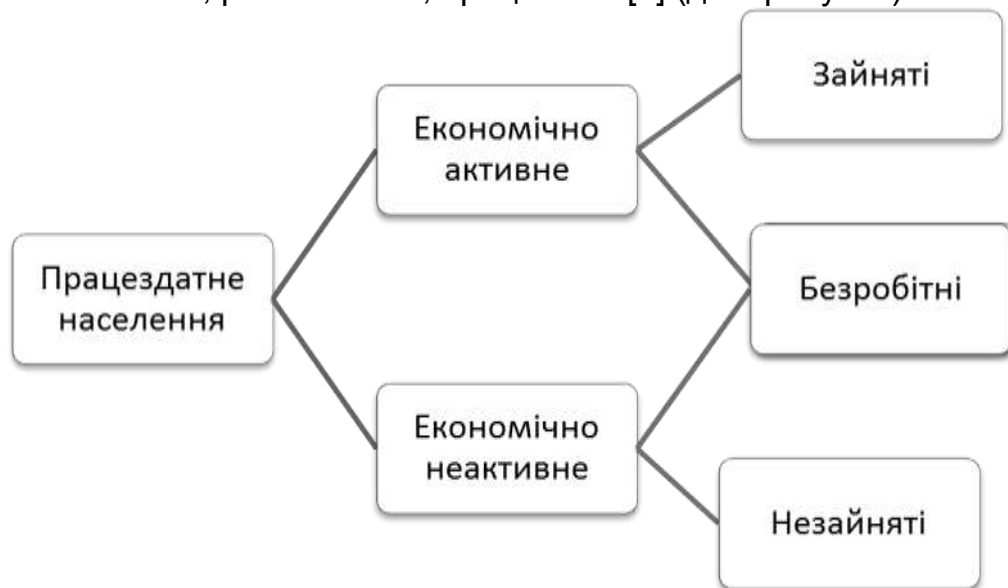 Зайняті
Економічно
активне
Працездатне
населення
Безробітні
Економічно
неактивне
Незайняті